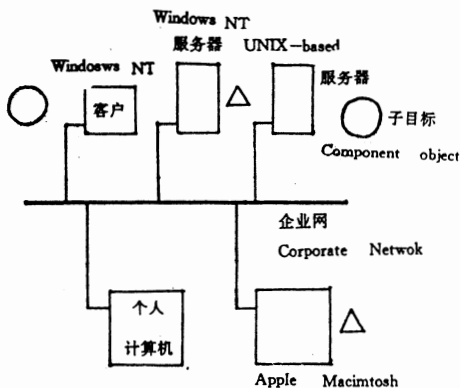 Windows NT
服务器 UNIX-based
Windosws NT
服务器
客户
子目标
Component object
企业网
Corporate Netwok
个人
计算机
Apple Macimtosh